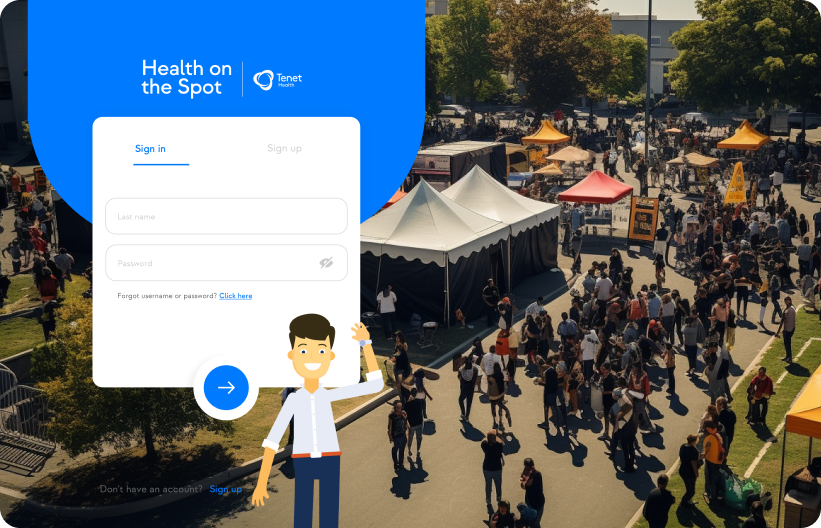 Health on
the Spot
Tenet
Health
Sign in
Sign up
Last name
Password
Forgot username or password? Click here
Don't have an account? Sign up